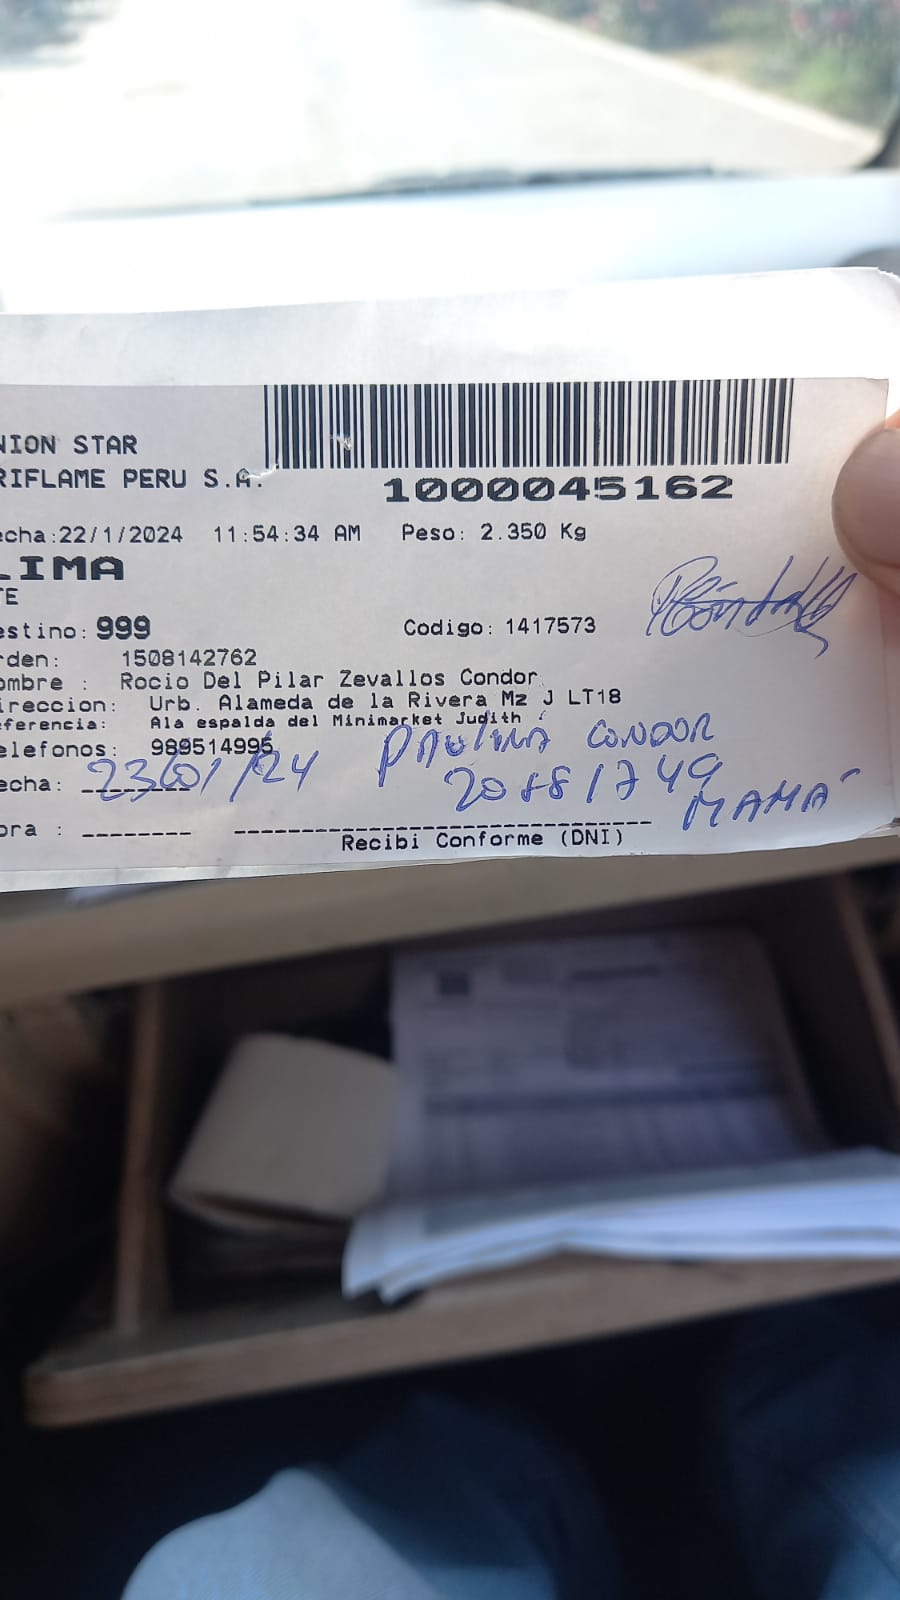 NION STAR
RIFLAME PERU S.A.
1000045162
echa:22/1/2024 11:54:34 AM Peso: 2.350 Kg
LIMA
TE
estino: 999 Codigo: 1417573
rden: 1508142762
ombre : Rocio Del Pilar Zevallos Condor
ireccion: Urb. Alameda de la Rivera Mz J LT18
eferencia: Ala espalda del Minimarket Judith
elefonos: 989514995
PAULINA CONDOR
echa: 23/01/24
20881749
MAMÁ
ora :
Recibi Conforme (DNI)